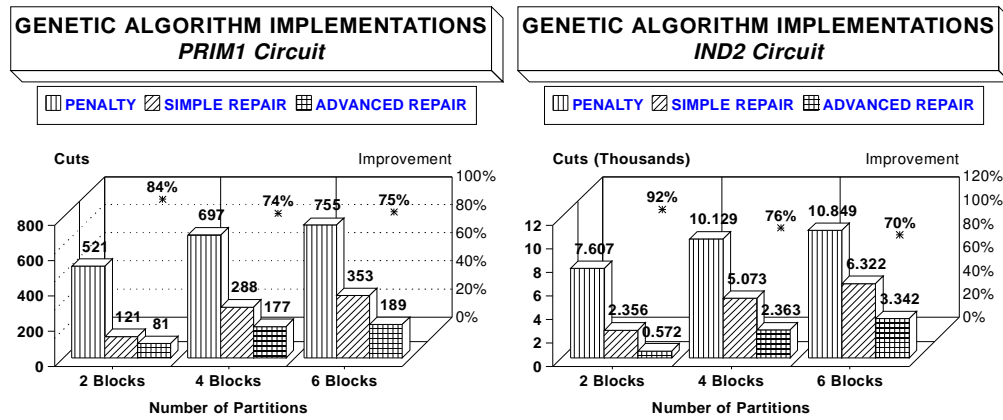 GENETIC ALGORITHM IMPLEMENTATIONS
PRIM1 Circuit
PENALTY SIMPLE REPAIR ADVANCED REPAIR
Cuts Improvement
100%
80%
60%
40%
20%
0%
800
600
400
200
0
84% 74% 75%
521 697 755
121 288 353
81 177 189
2 Blocks 4 Blocks 6 Blocks
Number of Partitions
GENETIC ALGORITHM IMPLEMENTATIONS
IND2 Circuit
PENALTY SIMPLE REPAIR ADVANCED REPAIR
Cuts (Thousands) Improvement
120%
100%
80%
60%
40%
20%
0%
12
10
8
6
4
2
0
92% 76% 70%
7.607 10.129 10.849
2.356 5.073 6.322
0.572 2.363 3.342
2 Blocks 4 Blocks 6 Blocks
Number of Partitions